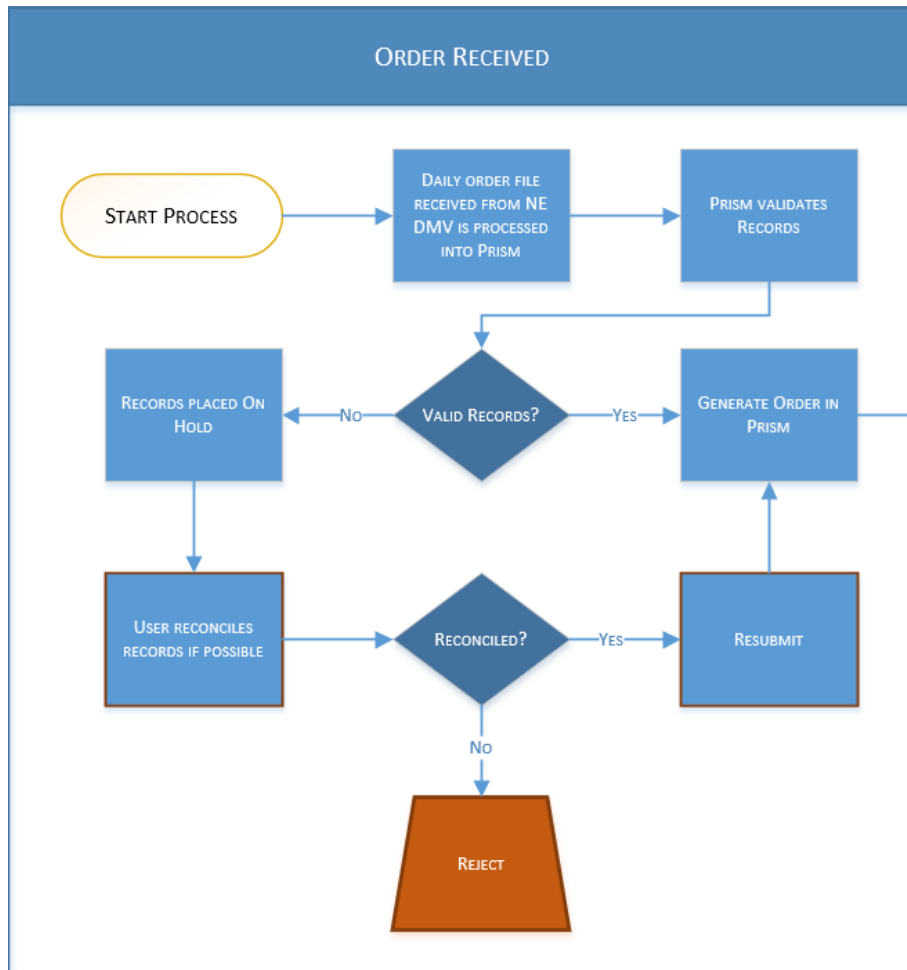 Order Received
Start Process
Daily order file
received from NE
DMV is processed
into Prism
Prism validates
Records
Records placed On
Hold
No
Valid Records?
Yes
Generate Order in
Prism
User reconciles
records if possible
Reconciled?
Yes
Resubmit
No
Reject